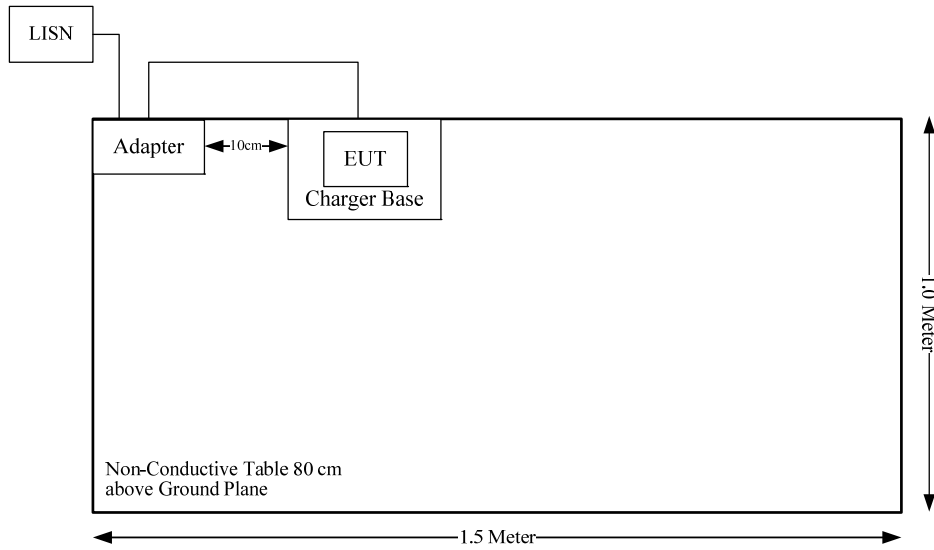 LISN
Adapter
10cm
EUT
Charger Base
1.0 Meter
Non-Conductive Table 80 cm
above Ground Plane
1.5 Meter